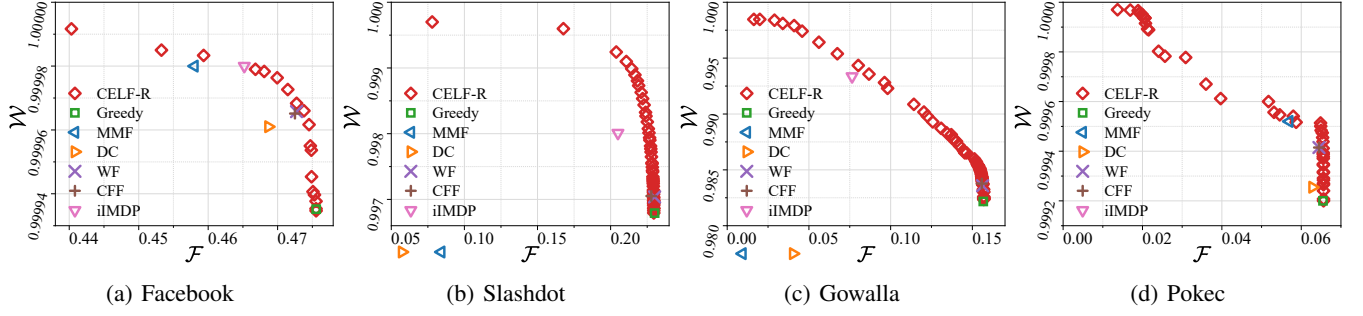 1.00000
0.99998
0.99996
0.99994
W
CELF-R
Greedy
MMF
DC
WF
CFF
iIMDP
0.44 0.45 0.46 0.47
F
(a) Facebook
1.000
0.999
0.998
0.997
W
CELF-R
Greedy
MMF
DC
WF
CFF
iIMDP
0.05 0.10 0.15 0.20
F
(b) Slashdot
1.000
0.995
0.990
0.985
0.980
W
CELF-R
Greedy
MMF
DC
WF
CFF
iIMDP
0.00 0.05 0.10 0.15
F
(c) Gowalla
1.0000
0.9998
0.9996
0.9994
0.9992
W
CELF-R
Greedy
MMF
DC
WF
CFF
iIMDP
0.00 0.02 0.04 0.06
F
(d) Pokec